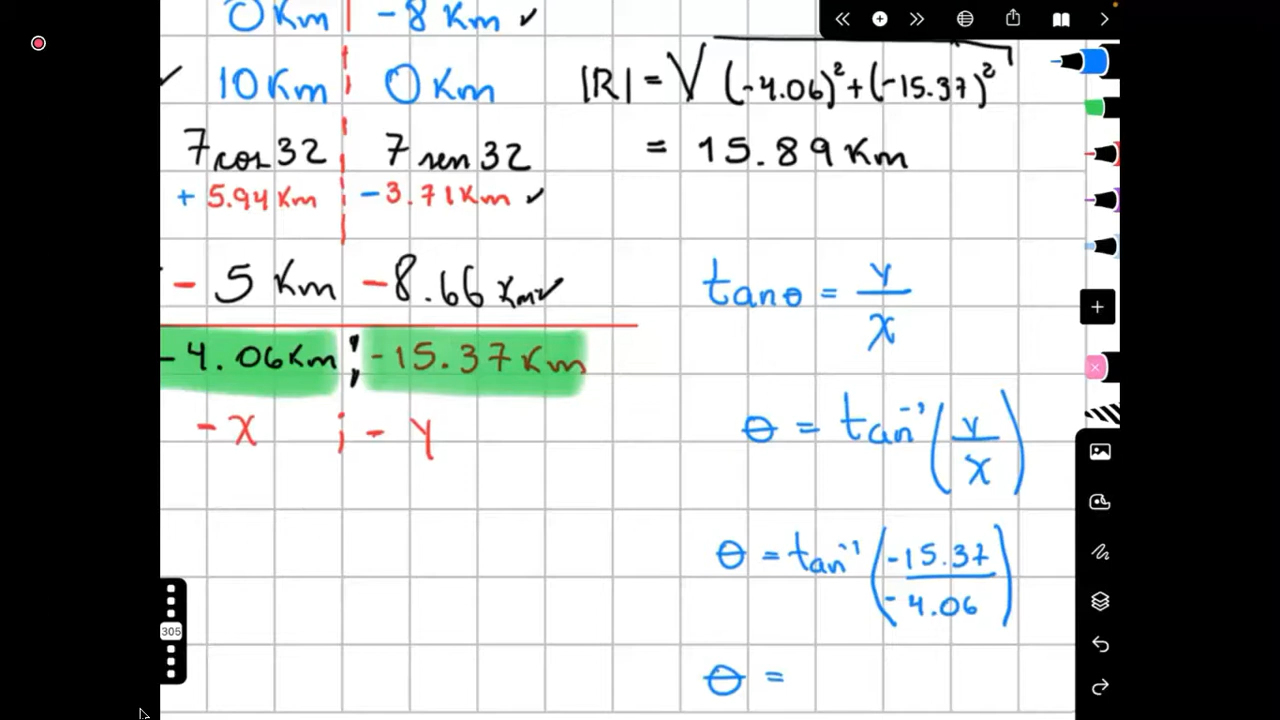 0 Km - 8 Km ✓
✓ 10 Km 0 Km
7 cos 32 7 sen 32
+ 5.94 Km - 3.71 Km ✓
- 5 Km - 8.66 Km ✓
-4.06 Km ; -15.37 Km
- x ; - y
|R| = √(-4.06)² + (-15.37)²
= 15.89 Km
tan θ = y/x
θ = tan⁻¹ (y/x)
θ = tan⁻¹ (-15.37/-4.06)
θ =
305